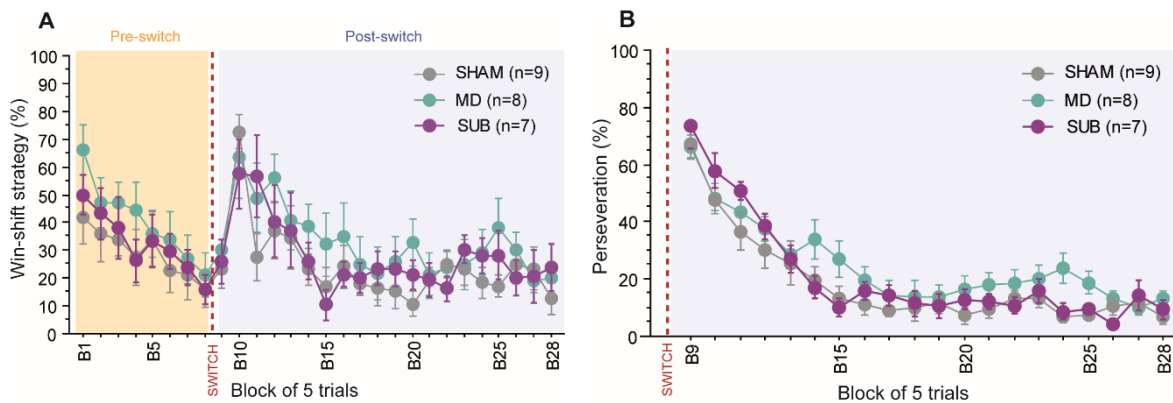 A
Pre-switch
Post-switch
Win-shift strategy (%)
100
90
80
70
60
50
40
30
20
10
0
SHAM (n=9)
MD (n=8)
SUB (n=7)
B1
B5
SWITCH
B10
B15
B20
B25
B28
Block of 5 trials
B
Perseveration (%)
100
80
60
40
20
0
SHAM (n=9)
MD (n=8)
SUB (n=7)
SWITCH
B9
B15
B20
B25
B28
Block of 5 trials